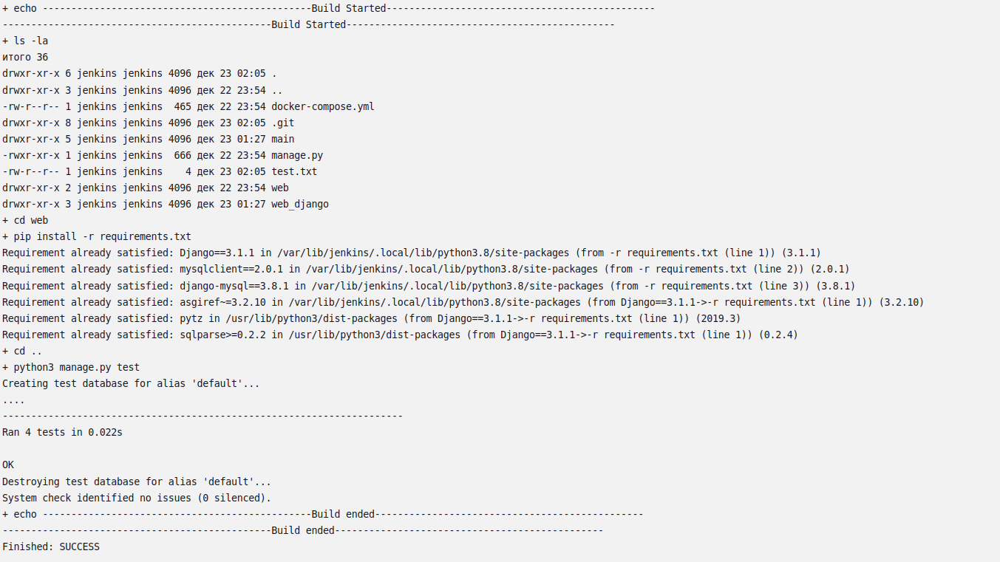 + echo -----------------------------------------------Build Started-----------------------------------------------
-----------------------------------------------Build Started-----------------------------------------------
+ ls -la
итого 36
drwxr-xr-x 6 jenkins jenkins 4096 дек 23 02:05 .
drwxr-xr-x 3 jenkins jenkins 4096 дек 22 23:54 ..
-rw-r--r-- 1 jenkins jenkins  465 дек 22 23:54 docker-compose.yml
drwxr-xr-x 8 jenkins jenkins 4096 дек 23 02:05 .git
drwxr-xr-x 5 jenkins jenkins 4096 дек 23 01:27 main
-rwxr-xr-x 1 jenkins jenkins  666 дек 22 23:54 manage.py
-rw-r--r-- 1 jenkins jenkins    4 дек 23 02:05 test.txt
drwxr-xr-x 2 jenkins jenkins 4096 дек 22 23:54 web
drwxr-xr-x 3 jenkins jenkins 4096 дек 23 01:27 web_django
+ cd web
+ pip install -r requirements.txt
Requirement already satisfied: Django==3.1.1 in /var/lib/jenkins/.local/lib/python3.8/site-packages (from -r requirements.txt (line 1)) (3.1.1)
Requirement already satisfied: mysqlclient==2.0.1 in /var/lib/jenkins/.local/lib/python3.8/site-packages (from -r requirements.txt (line 2)) (2.0.1)
Requirement already satisfied: django-mysql==3.8.1 in /var/lib/jenkins/.local/lib/python3.8/site-packages (from -r requirements.txt (line 3)) (3.8.1)
Requirement already satisfied: asgiref~=3.2.10 in /var/lib/jenkins/.local/lib/python3.8/site-packages (from Django==3.1.1->-r requirements.txt (line 1)) (3.2.10)
Requirement already satisfied: pytz in /usr/lib/python3/dist-packages (from Django==3.1.1->-r requirements.txt (line 1)) (2019.3)
Requirement already satisfied: sqlparse>=0.2.2 in /usr/lib/python3/dist-packages (from Django==3.1.1->-r requirements.txt (line 1)) (0.2.4)
+ cd ..
+ python3 manage.py test
Creating test database for alias 'default'...
....
----------------------------------------------------------------------
Ran 4 tests in 0.022s

OK
Destroying test database for alias 'default'...
System check identified no issues (0 silenced).
+ echo -----------------------------------------------Build ended-----------------------------------------------
-----------------------------------------------Build ended-----------------------------------------------
Finished: SUCCESS